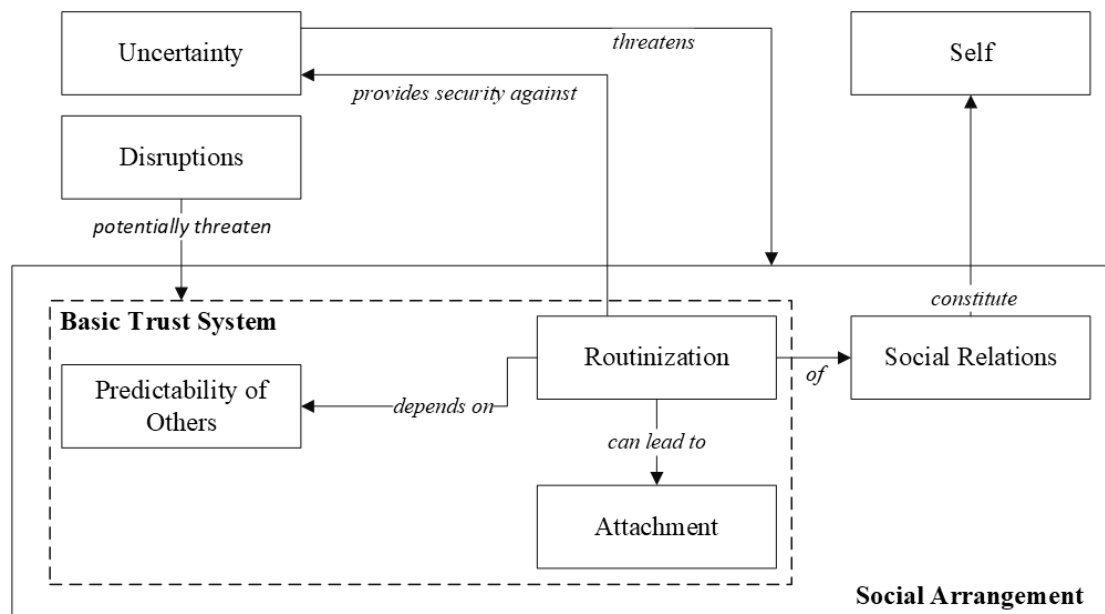 Uncertainty
threatens
Self
provides security against
Disruptions
potentially threaten
constitute
Basic Trust System
Routinization
Social Relations
of
Predictability of
Others
depends on
can lead to
Attachment
Social Arrangement